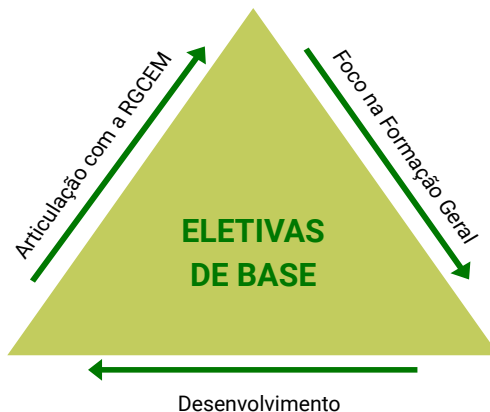 Articulação com a RGCEM
Foco na Formação Geral
ELETIVAS
DE BASE
Desenvolvimento